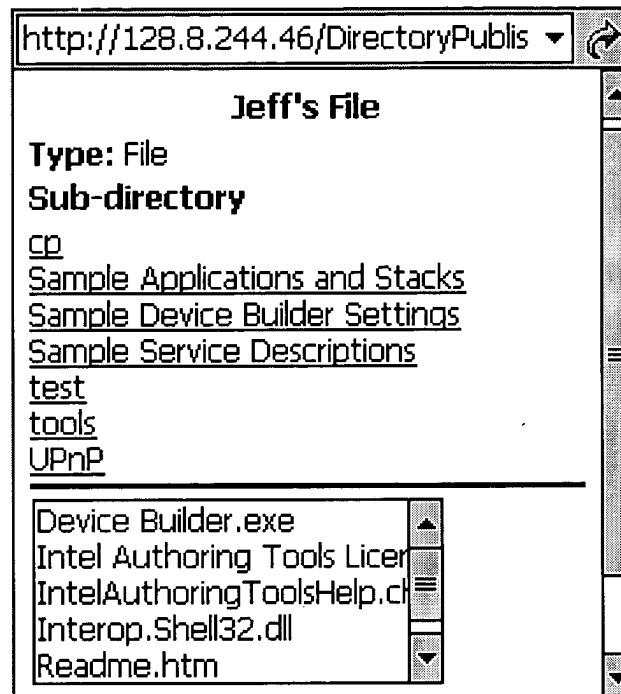 http://128.8.244.46/DirectoryPublis
Jeff's File
Type: File
Sub-directory
cp
Sample Applications and Stacks
Sample Device Builder Settings
Sample Service Descriptions
test
tools
UPnP
Device Builder.exe
Intel Authoring Tools Licer
IntelAuthoringToolsHelp.ch
Interop.Shell32.dll
Readme.htm